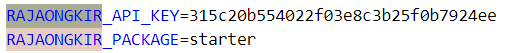 RAJAONGKIR_API_KEY=315c20b554022f03e8c3b25f0b7924ee
RAJAONGKIR_PACKAGE=starter